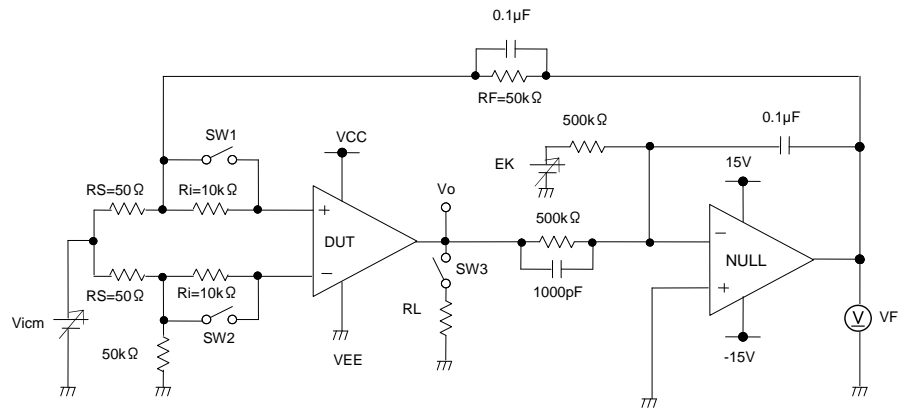 0.1μF
RF=50kΩ
SW1
VCC
500kΩ
0.1μF
EK
15V
RS=50Ω
Ri=10kΩ
Vo
+
DUT
−
500kΩ
−
NULL
+
RS=50Ω
Ri=10kΩ
SW3
1000pF
Vicm
SW2
RL
V
VF
50kΩ
VEE
-15V